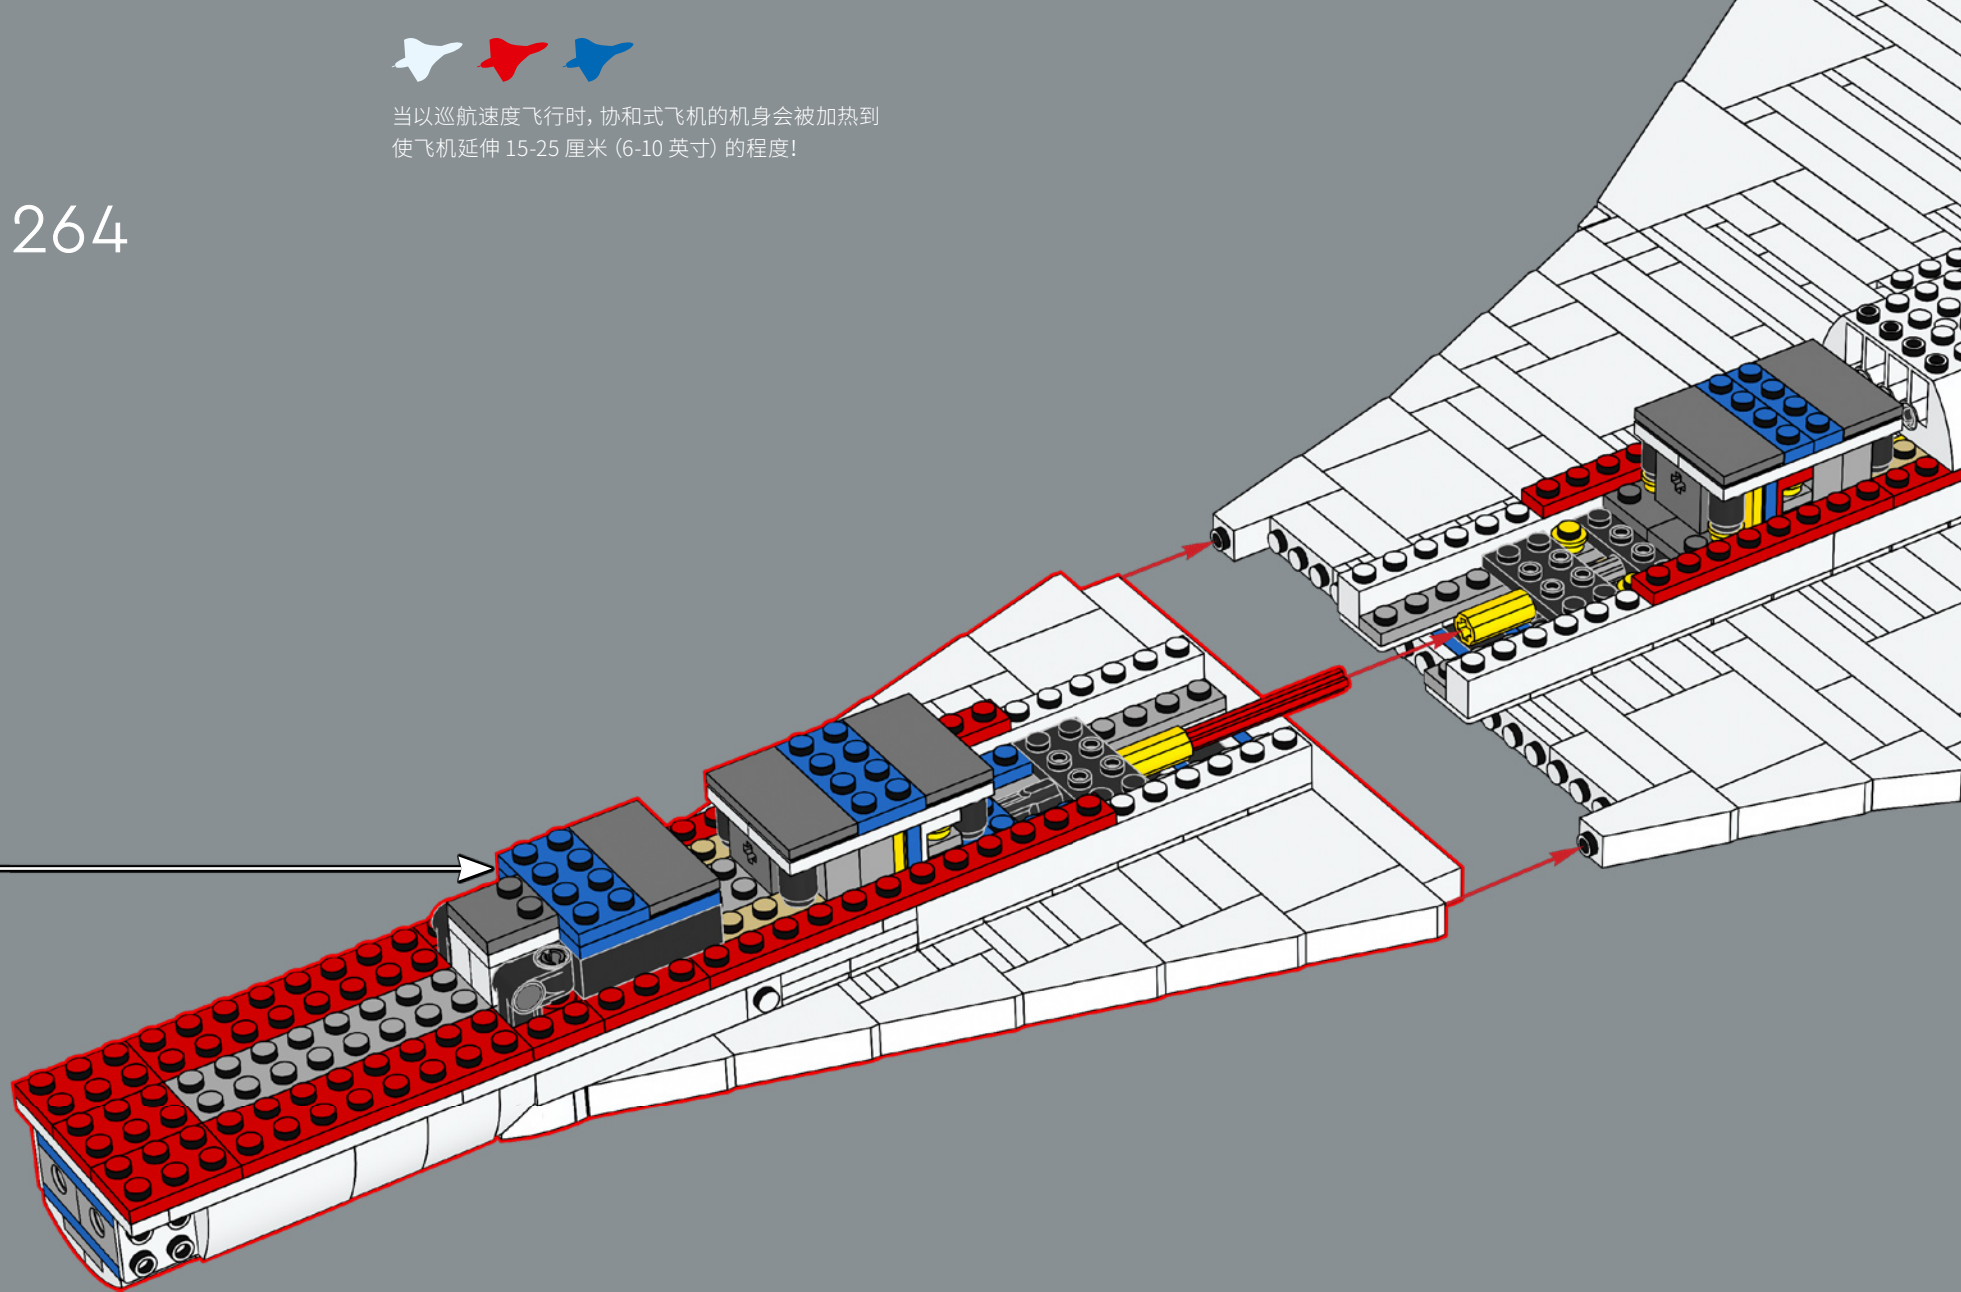 当以巡航速度飞行时，协和式飞机的机身会被加热到
使飞机延伸 15-25 厘米（6-10 英寸）的程度！
264